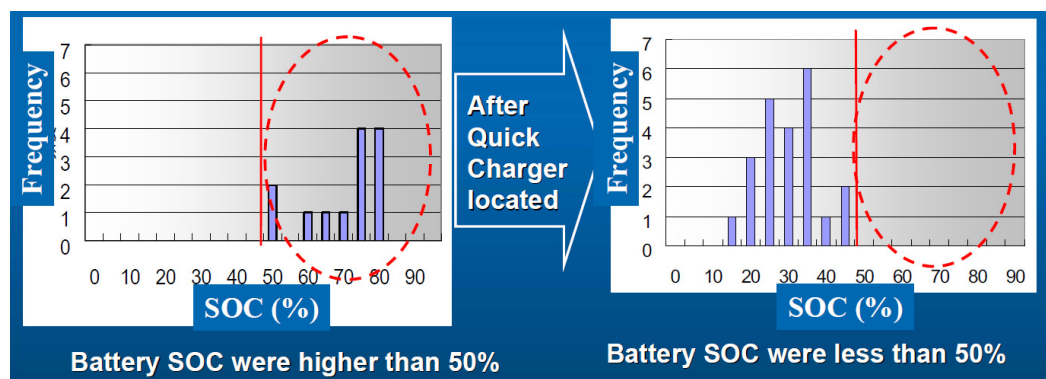 Frequency
7
6
5
4
3
2
1
0
0 10 20 30 40 50 60 70 80 90
SOC (%)
Battery SOC were higher than 50%
After
Quick
Charger
located
Frequency
7
6
5
4
3
2
1
0
0 10 20 30 40 50 60 70 80 90
SOC (%)
Battery SOC were less than 50%